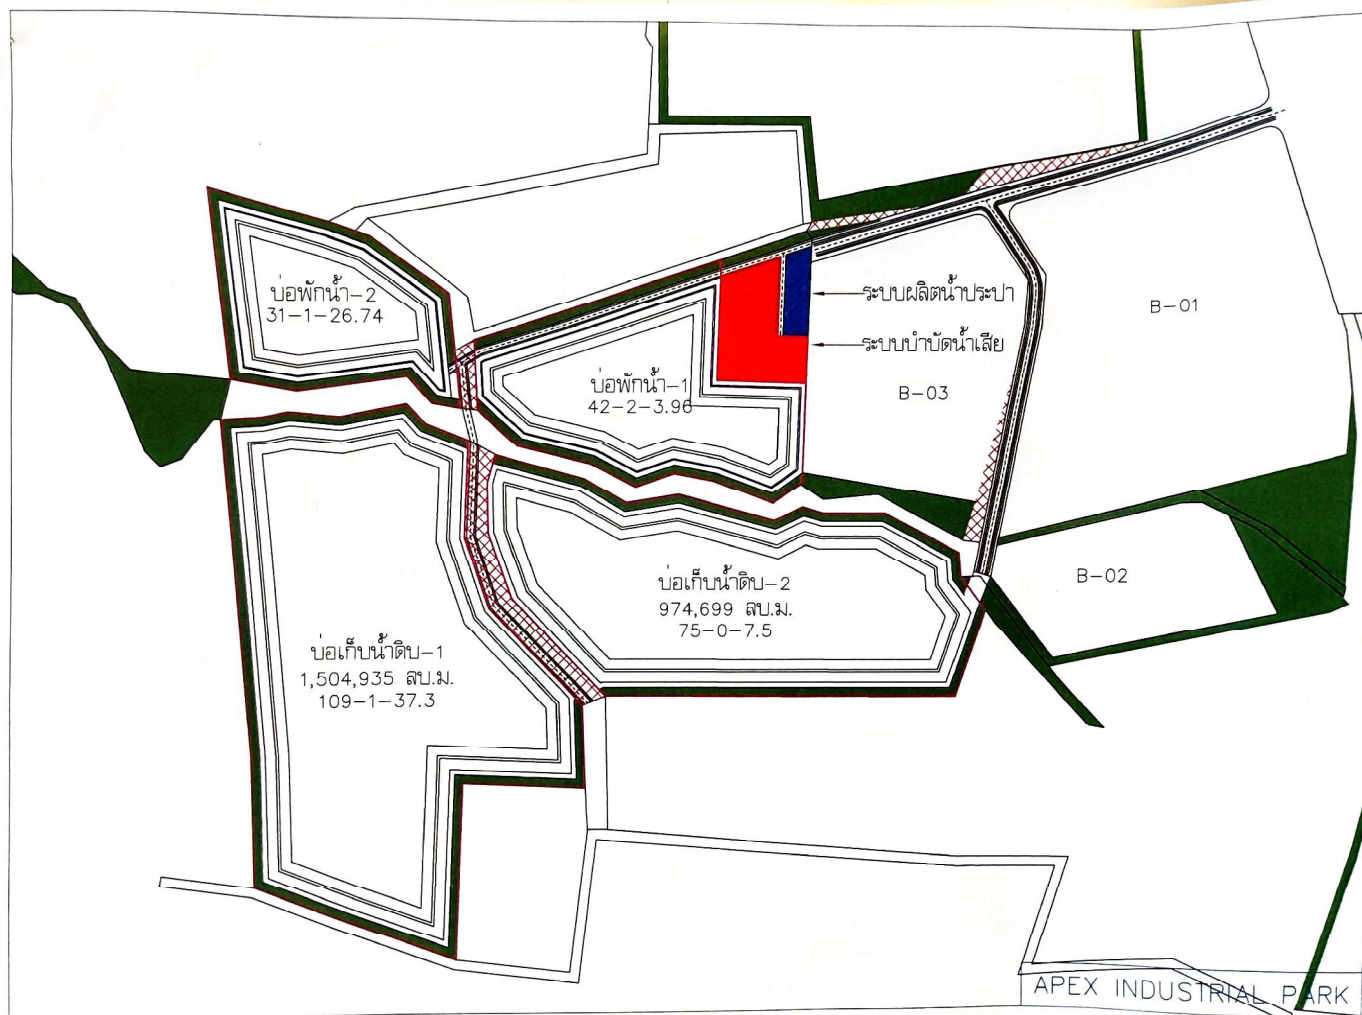 บ่อพักน้ำ-2
31-1-26.74
ระบบผลิตน้ำประปา
B-01
ระบบบำบัดน้ำเสีย
บ่อพักน้ำ-1
42-2-3.96
B-03
บ่อเก็บน้ำดิบ-2
974,699 ลบ.ม.
75-0-7.5
B-02
บ่อเก็บน้ำดิบ-1
1,504,935 ลบ.ม.
109-1-37.3
APEX INDUSTRIAL PARK